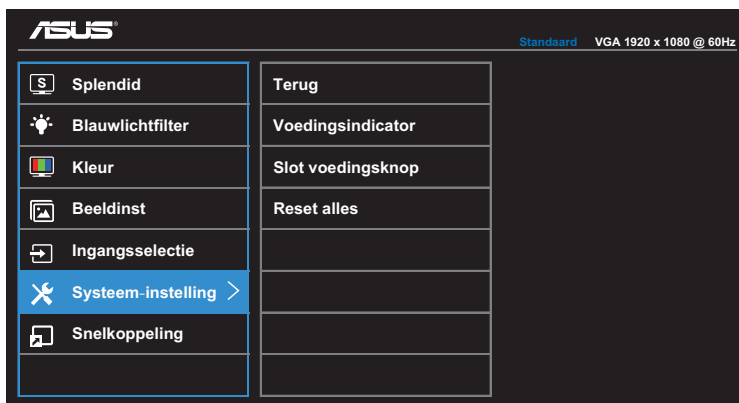 ASUS
Standaard VGA 1920 x 1080 @ 60Hz
S Splendid
Blauwlichtfilter
Kleur
Beeldinst
Ingangsselectie
Systeem-instelling >
Snelkoppeling
Terug
Voedingsindicator
Slot voedingsknop
Reset alles